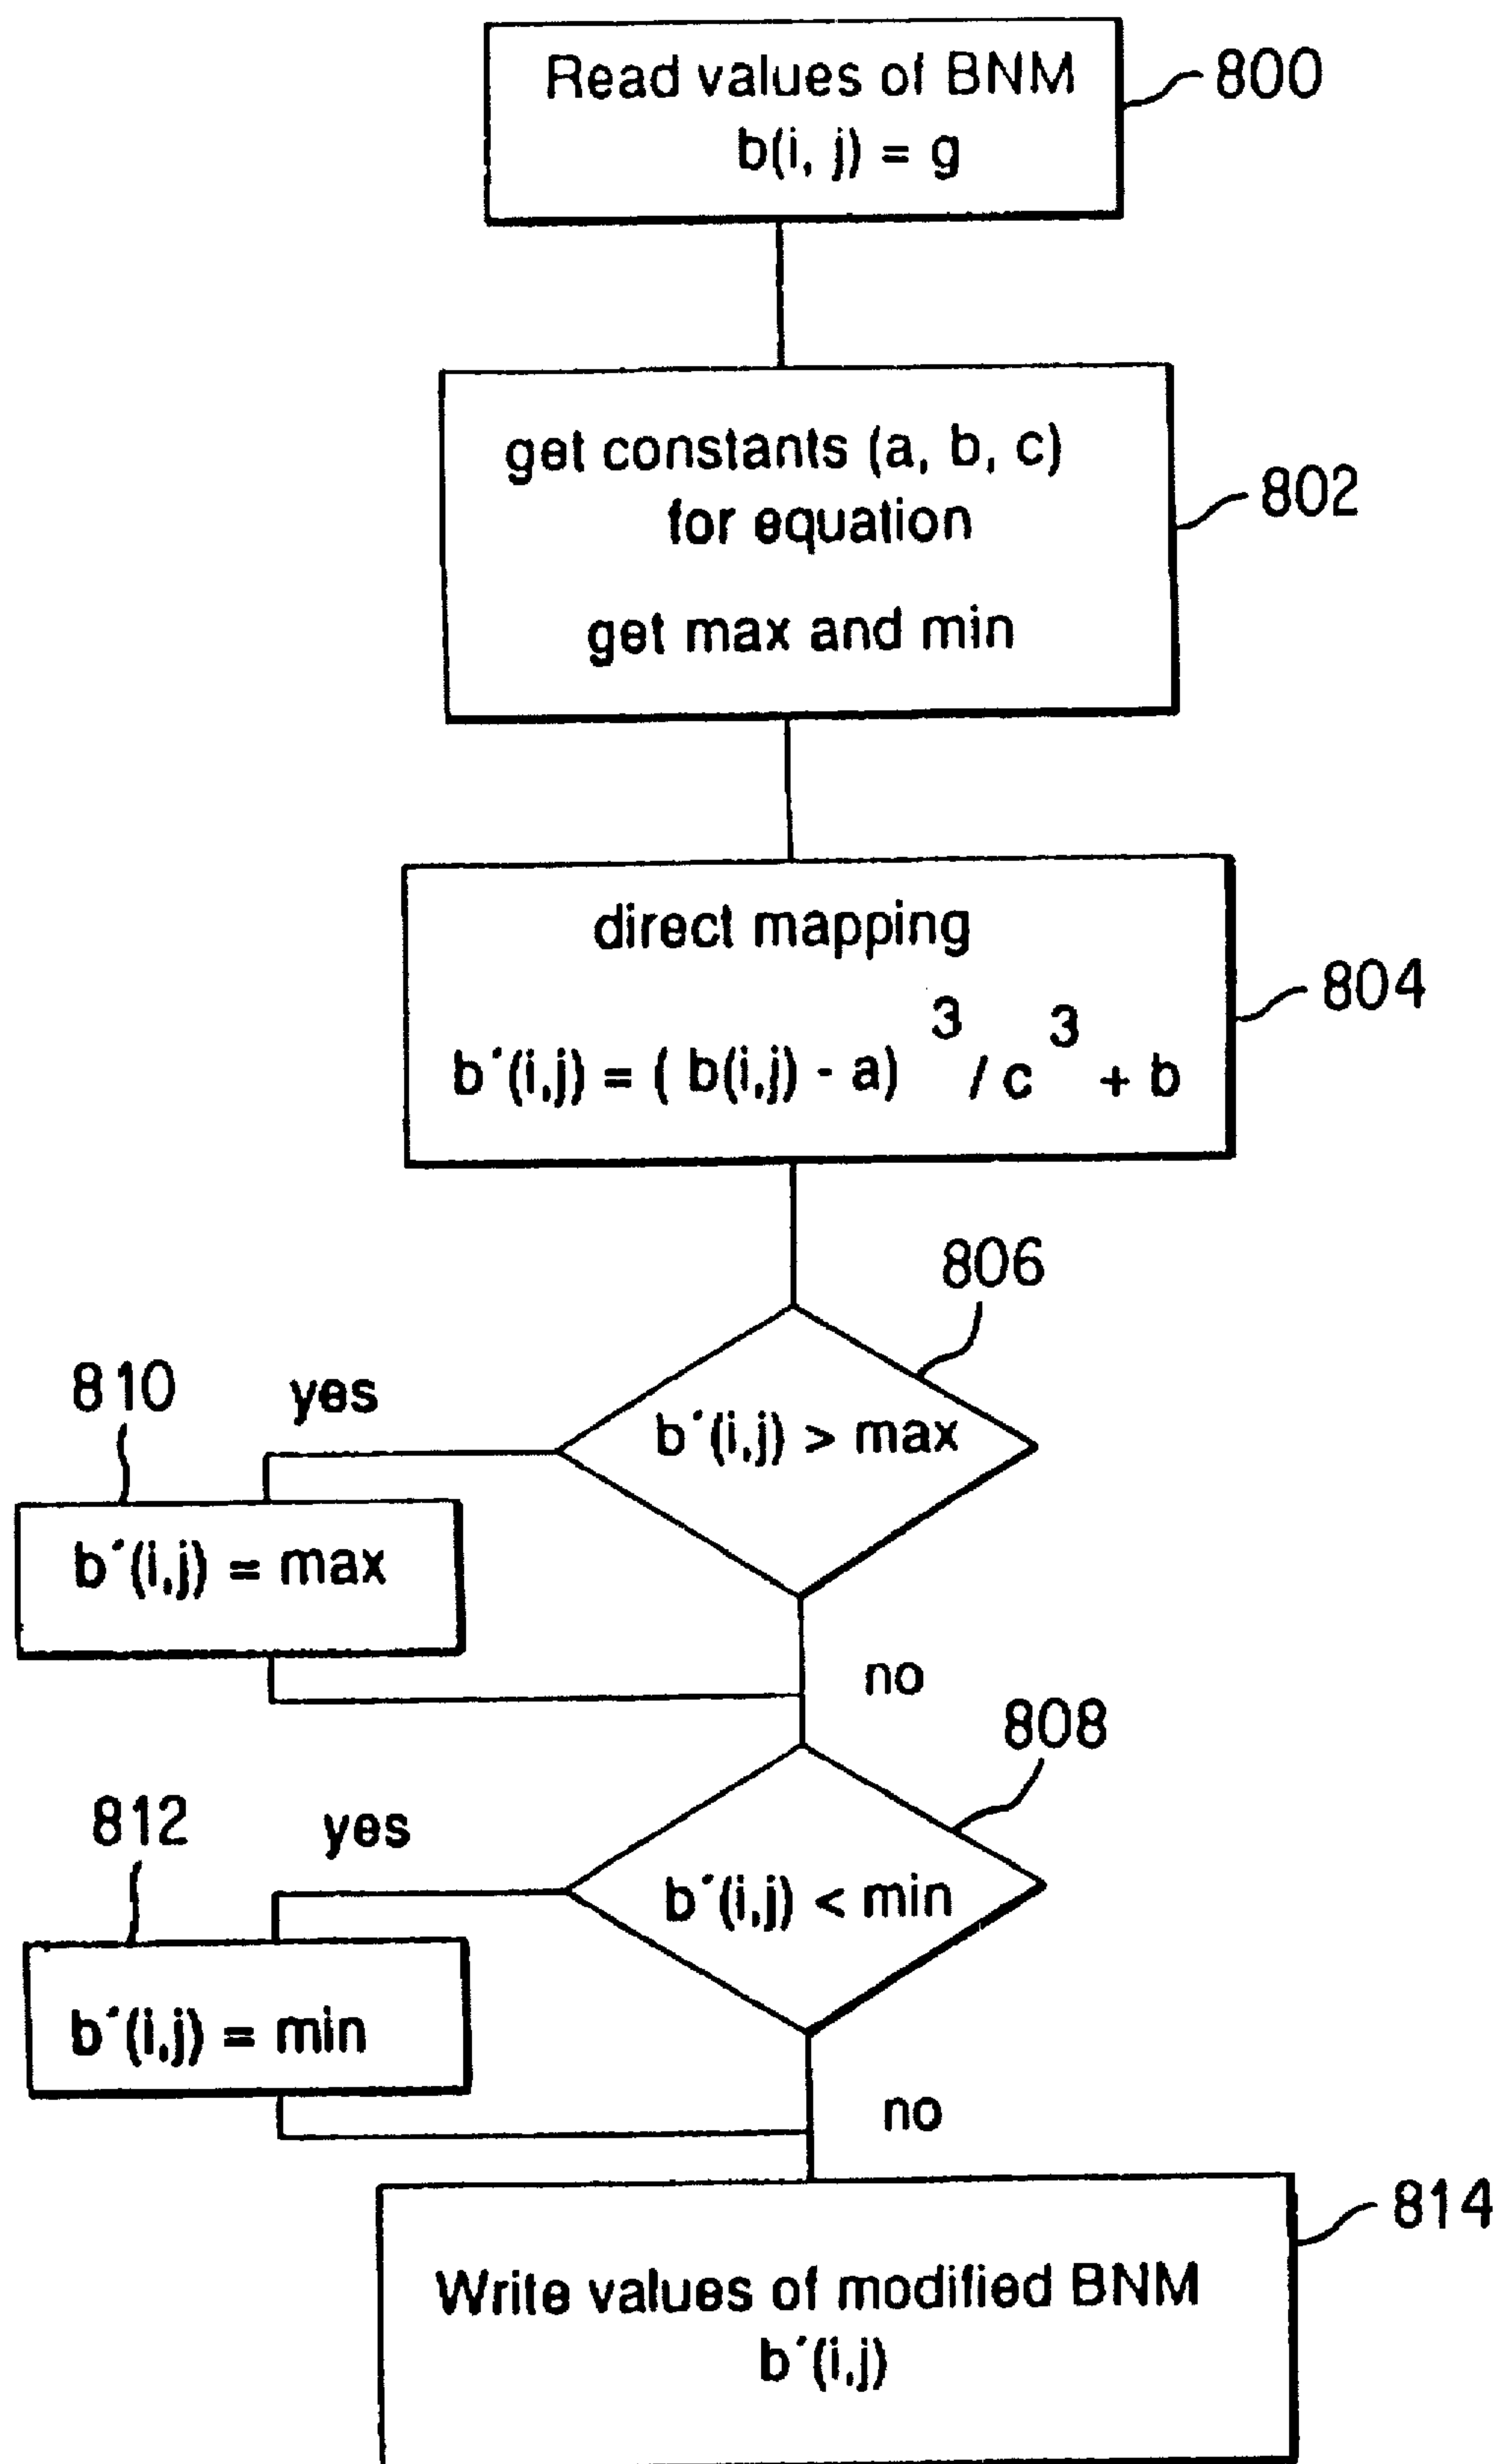 Read values of BNM
b(i, j) = g
800
get constants (a, b, c)
for equation
get max and min
802
direct mapping
b´(i,j) = ( b(i,j) - a) ³ / c ³ + b
804
806
b´(i,j) > max
yes
810
b´(i,j) = max
no
808
b´(i,j) < min
yes
812
b´(i,j) = min
no
814
Write values of modified BNM
b´(i,j)